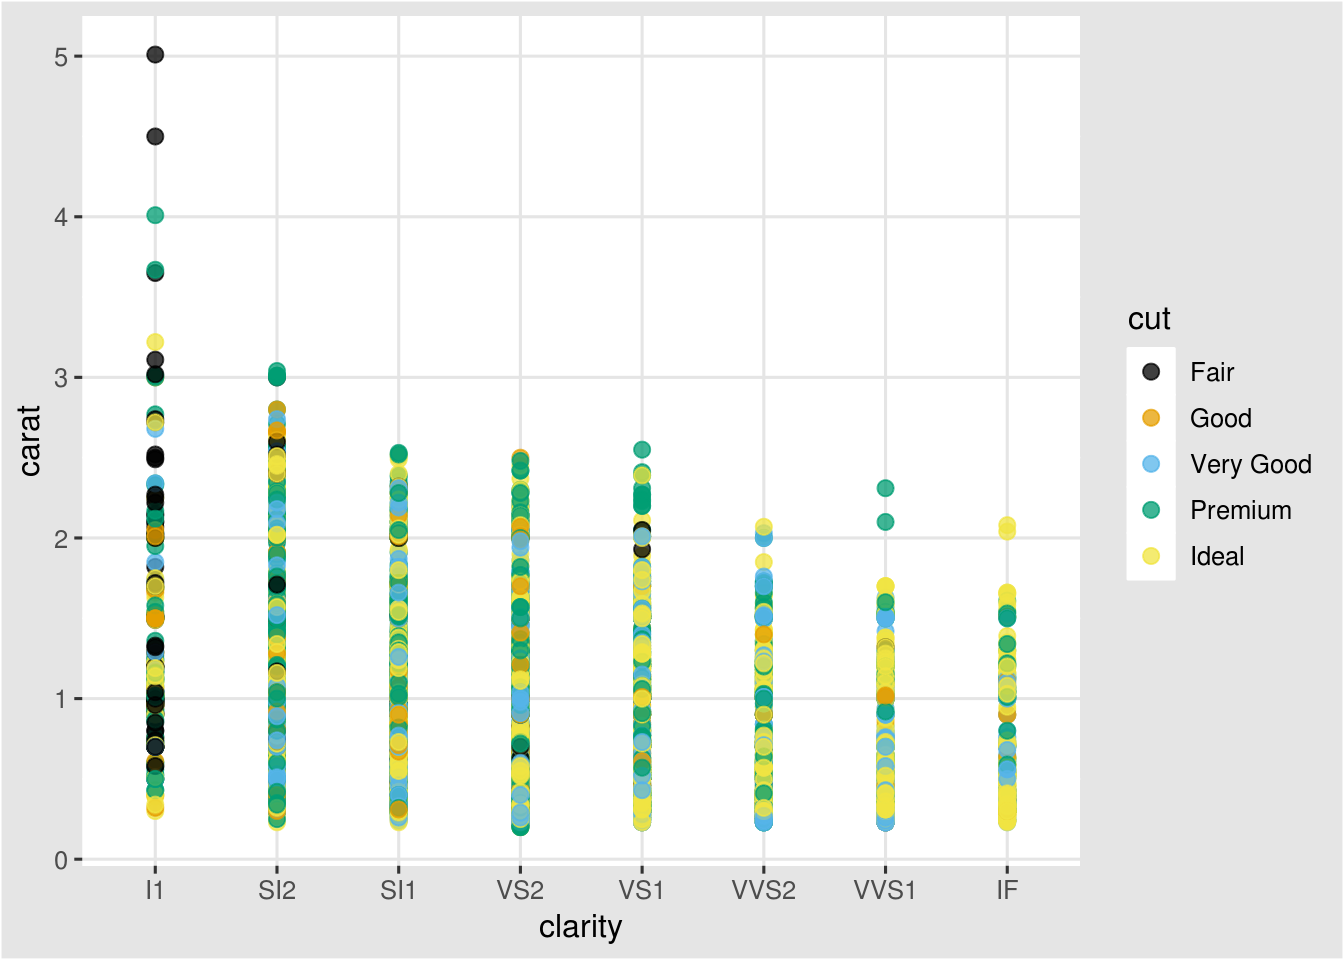 5
4
3
2
1
0
carat
I1 SI2 SI1 VS2 VS1 VVS2 VVS1 IF
clarity
cut
Fair
Good
Very Good
Premium
Ideal